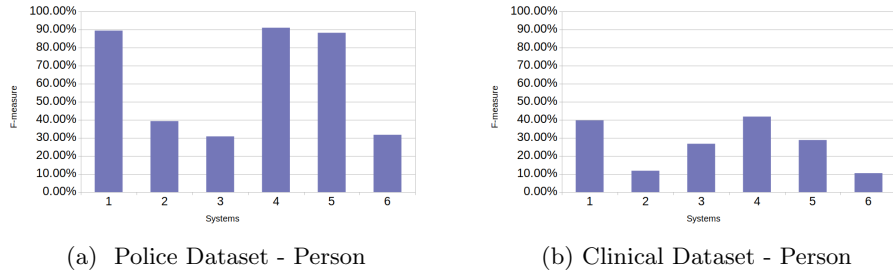 100.00%
90.00%
80.00%
70.00%
60.00%
50.00%
40.00%
30.00%
20.00%
10.00%
0.00%
F-measure
1 2 3 4 5 6
Systems
(a) Police Dataset - Person
100.00%
90.00%
80.00%
70.00%
60.00%
50.00%
40.00%
30.00%
20.00%
10.00%
0.00%
F-measure
1 2 3 4 5 6
Systems
(b) Clinical Dataset - Person